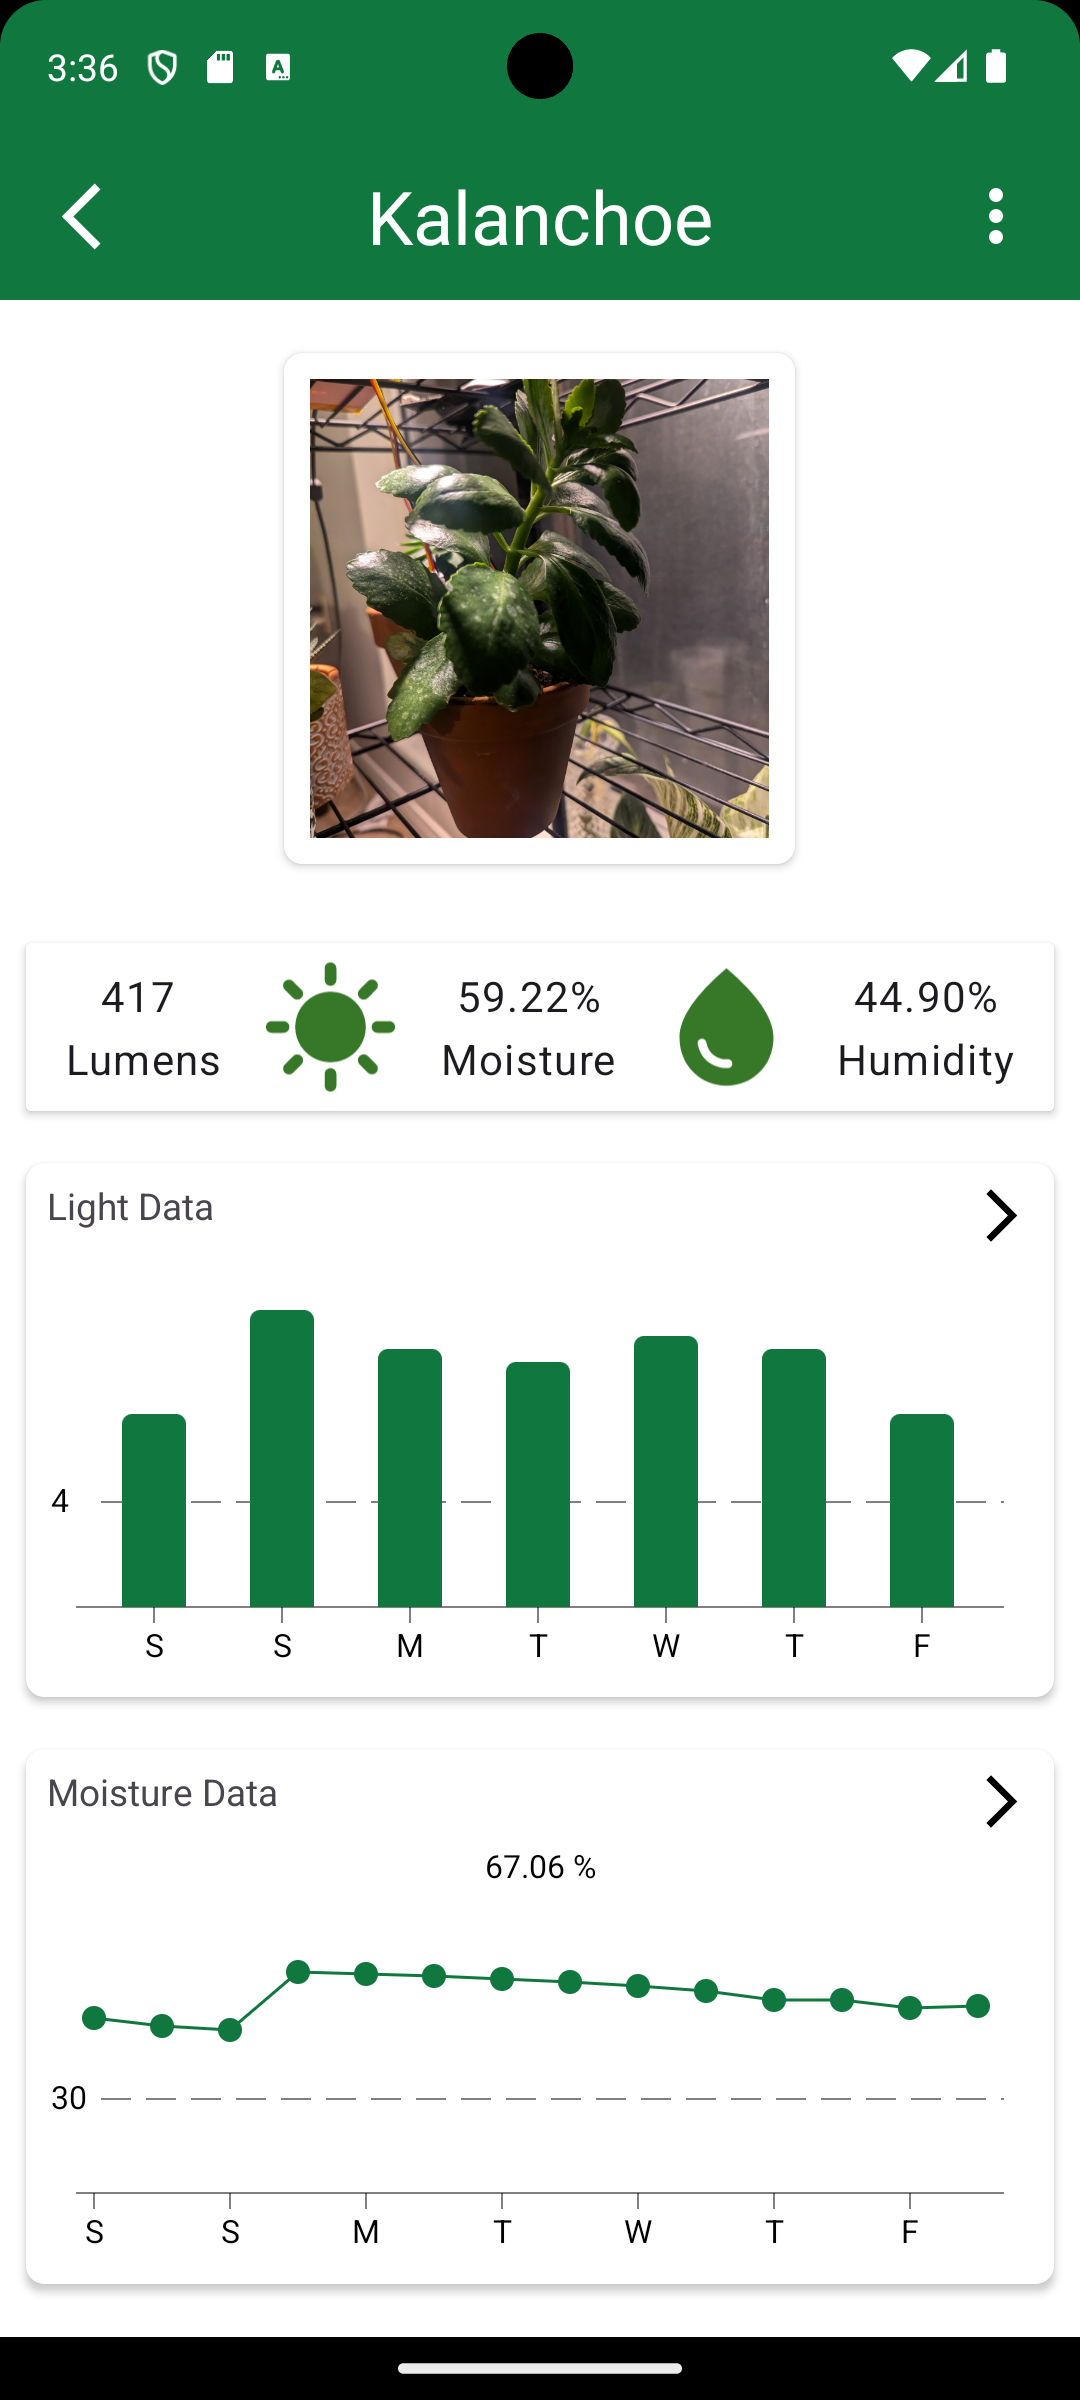 3:36
Kalanchoe
417 59.22% 44.90%
Lumens Moisture Humidity
Light Data
4
S S M T W T F
Moisture Data
67.06 %
30
S S M T W T F